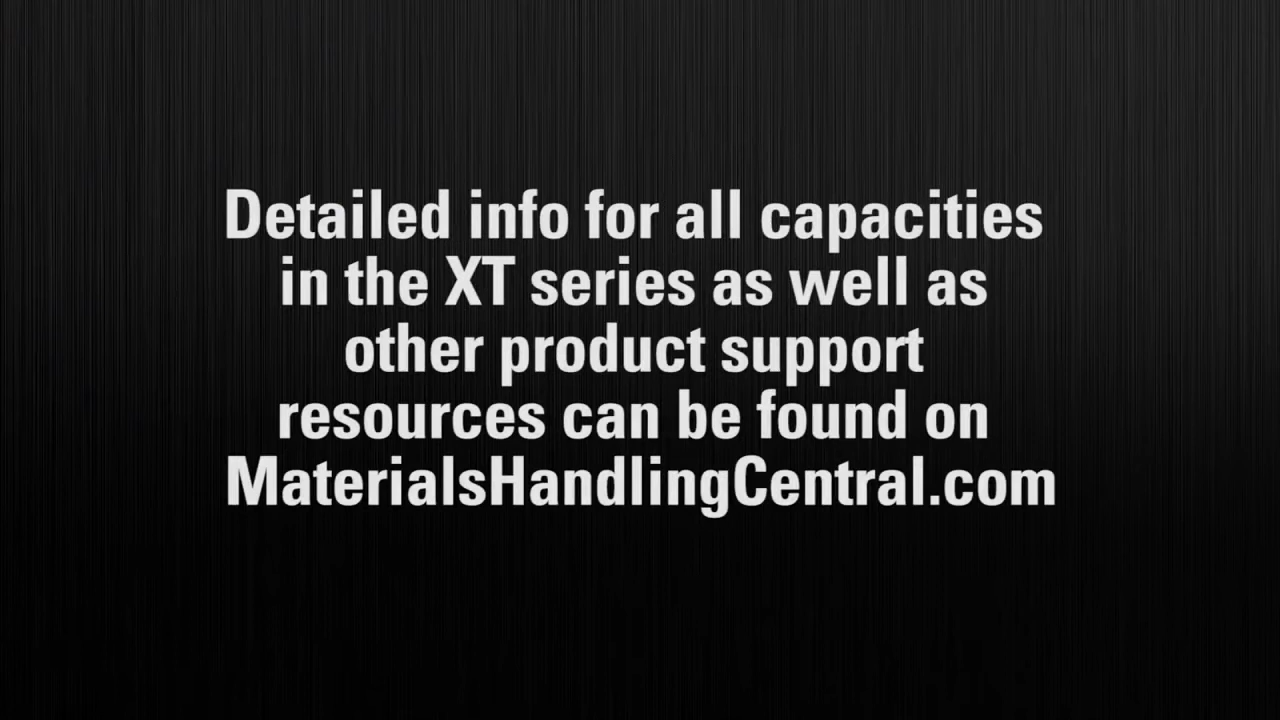 Detailed info for all capacities
in the XT series as well as
other product support
resources can be found on
MaterialsHandlingCentral.com